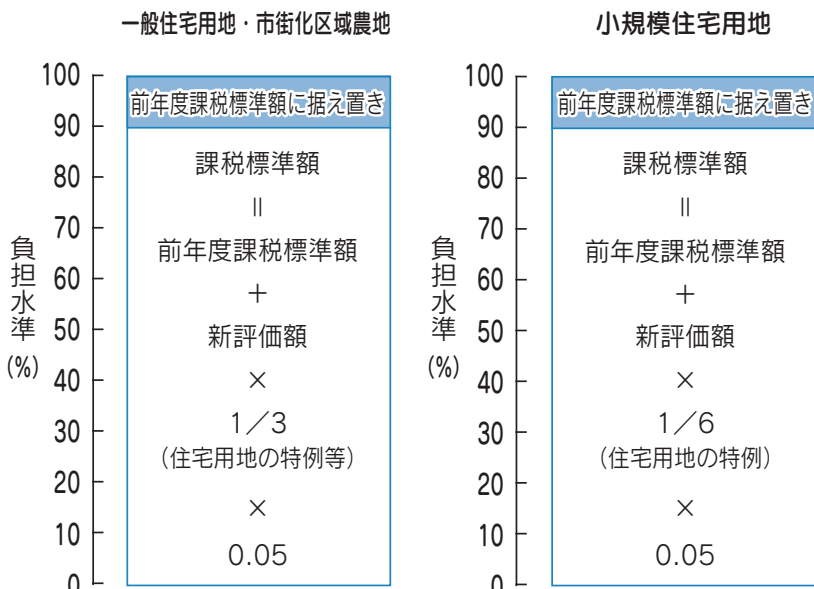 一般住宅用地・市街化区域農地
100
90
80
70
60
50
40
30
20
10
0
負担水準
(%)
前年度課税標準額に据え置き
課税標準額
＝
前年度課税標準額
＋
新評価額
×
1／3
（住宅用地の特例等）
×
0.05
小規模住宅用地
100
90
80
70
60
50
40
30
20
10
0
負担水準
(%)
前年度課税標準額に据え置き
課税標準額
＝
前年度課税標準額
＋
新評価額
×
1／6
（住宅用地の特例）
×
0.05